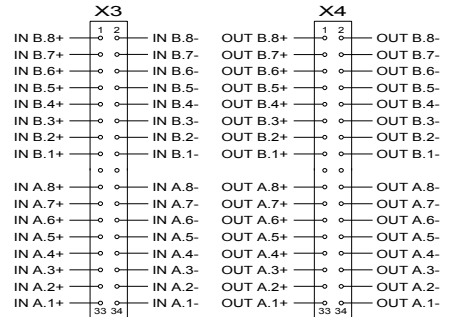 X3 X4
1 2 1 2
IN B.8+ IN B.8- OUT B.8+ OUT B.8-
IN B.7+ IN B.7- OUT B.7+ OUT B.7-
IN B.6+ IN B.6- OUT B.6+ OUT B.6-
IN B.5+ IN B.5- OUT B.5+ OUT B.5-
IN B.4+ IN B.4- OUT B.4+ OUT B.4-
IN B.3+ IN B.3- OUT B.3+ OUT B.3-
IN B.2+ IN B.2- OUT B.2+ OUT B.2-
IN B.1+ IN B.1- OUT B.1+ OUT B.1-
IN A.8+ IN A.8- OUT A.8+ OUT A.8-
IN A.7+ IN A.7- OUT A.7+ OUT A.7-
IN A.6+ IN A.6- OUT A.6+ OUT A.6-
IN A.5+ IN A.5- OUT A.5+ OUT A.5-
IN A.4+ IN A.4- OUT A.4+ OUT A.4-
IN A.3+ IN A.3- OUT A.3+ OUT A.3-
IN A.2+ IN A.2- OUT A.2+ OUT A.2-
IN A.1+ IN A.1- OUT A.1+ OUT A.1-
33 34 33 34